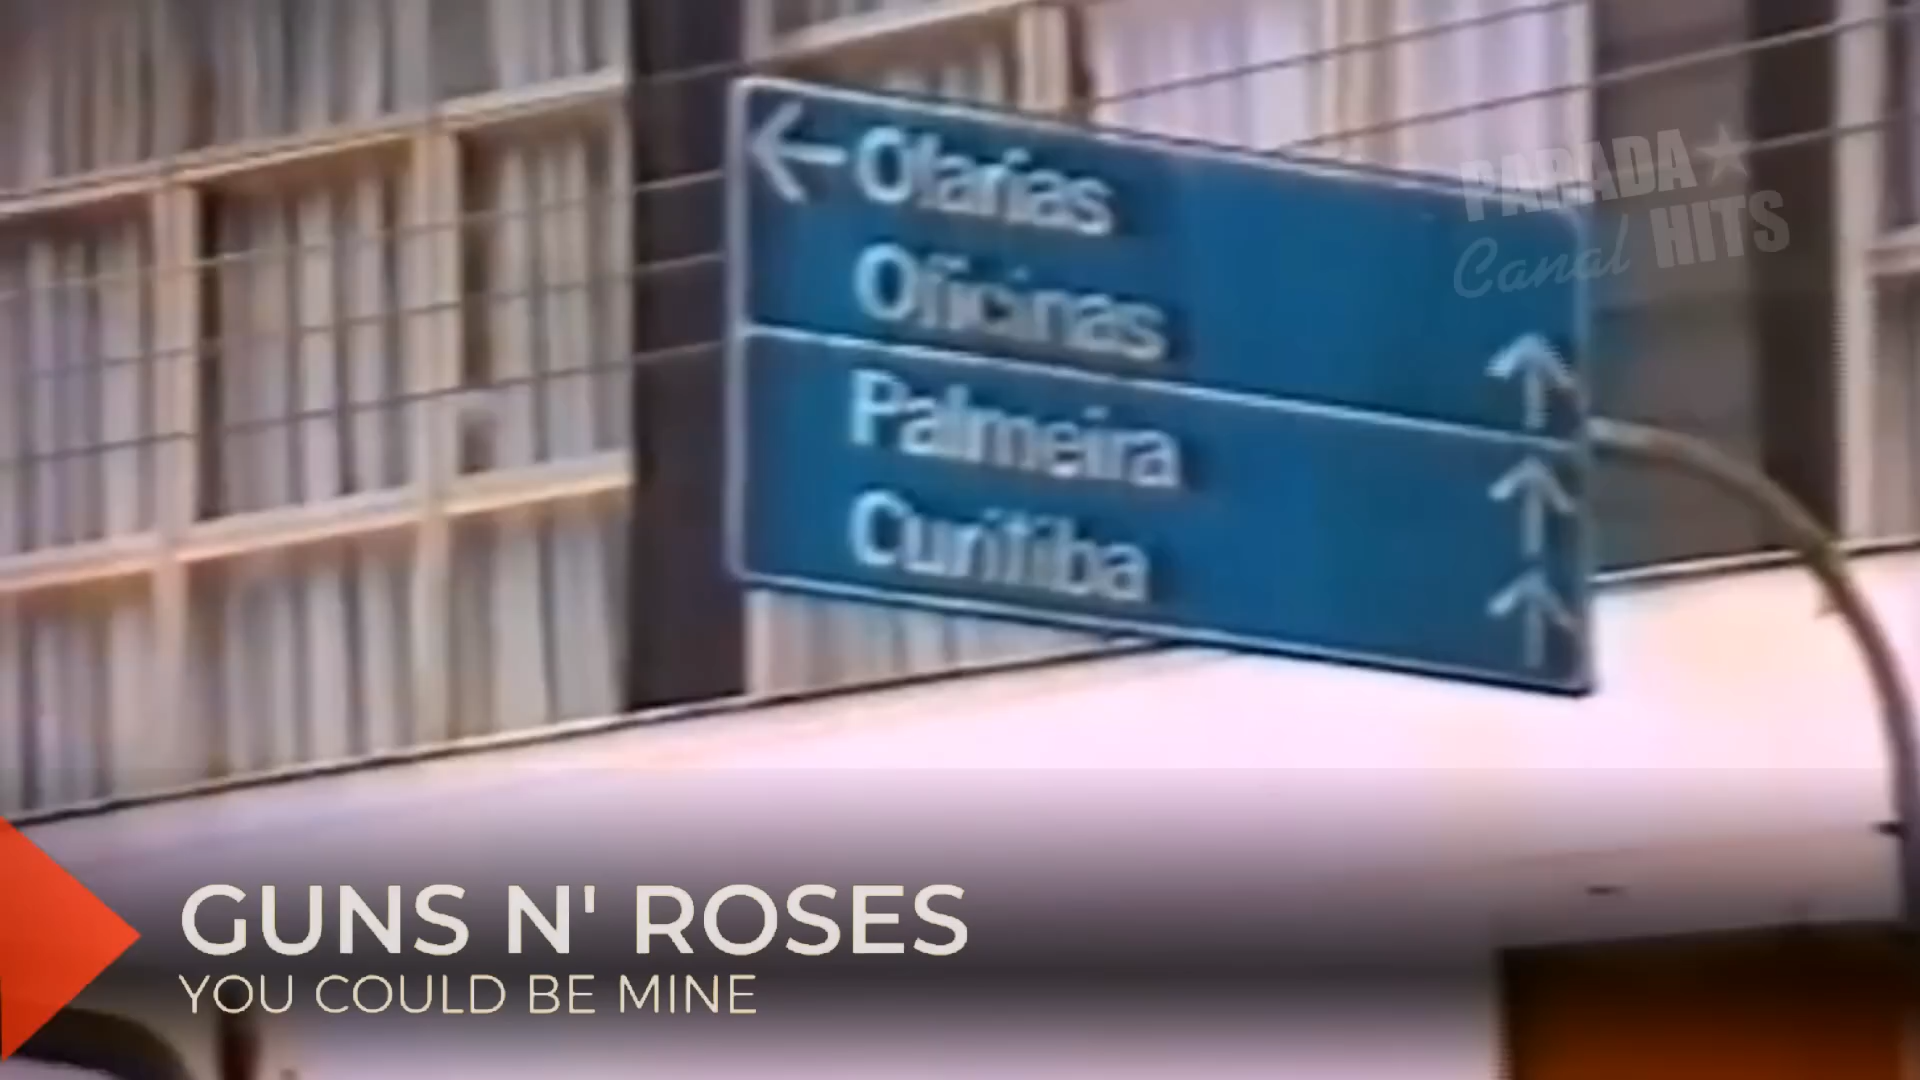 Olarias
Oficinas
Palmeira
Curitiba
PARADA
Canal HITS
GUNS N' ROSES
YOU COULD BE MINE